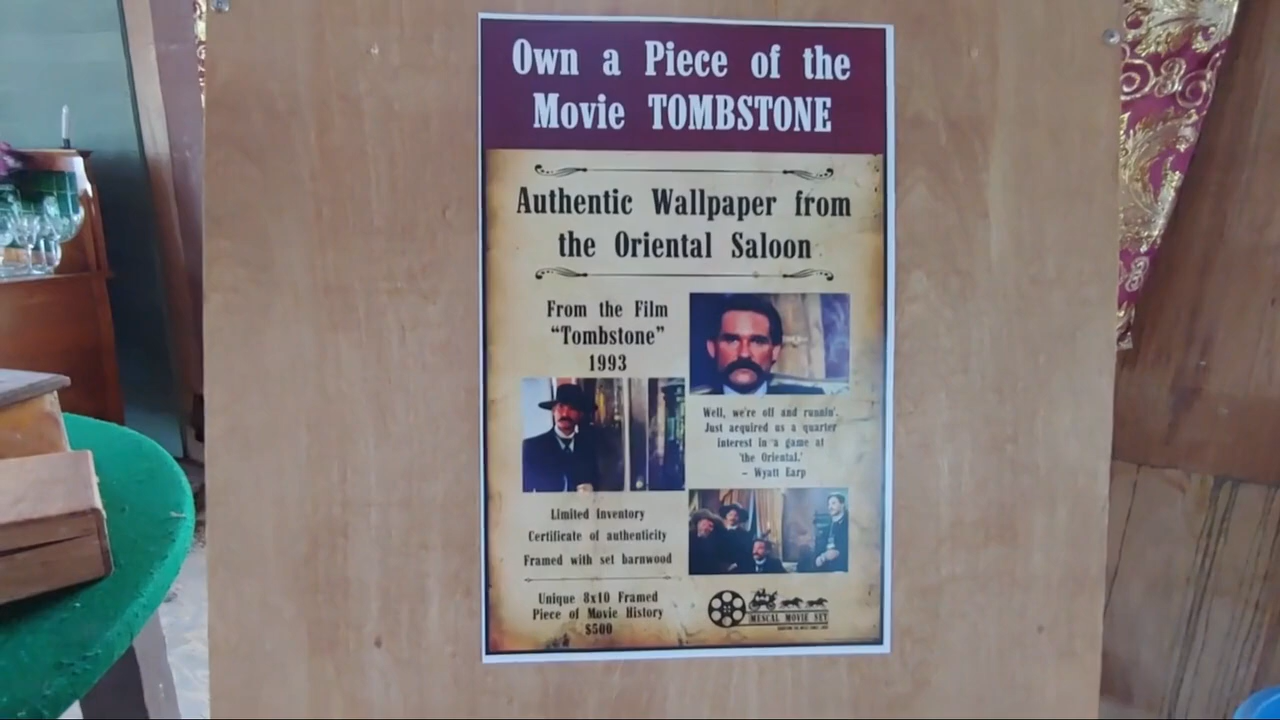 Own a Piece of the
Movie TOMBSTONE
Authentic Wallpaper from
the Oriental Saloon
From the Film
"Tombstone"
1993
Well, we're off and runnin'.
Just acquired us a quarter
interest in a game at
'the Oriental.'
- Wyatt Earp
Limited inventory
Certificate of authenticity
Framed with set barnwood
Unique 8x10 Framed
Piece of Movie History
$500
MESCAL MOVIE SET